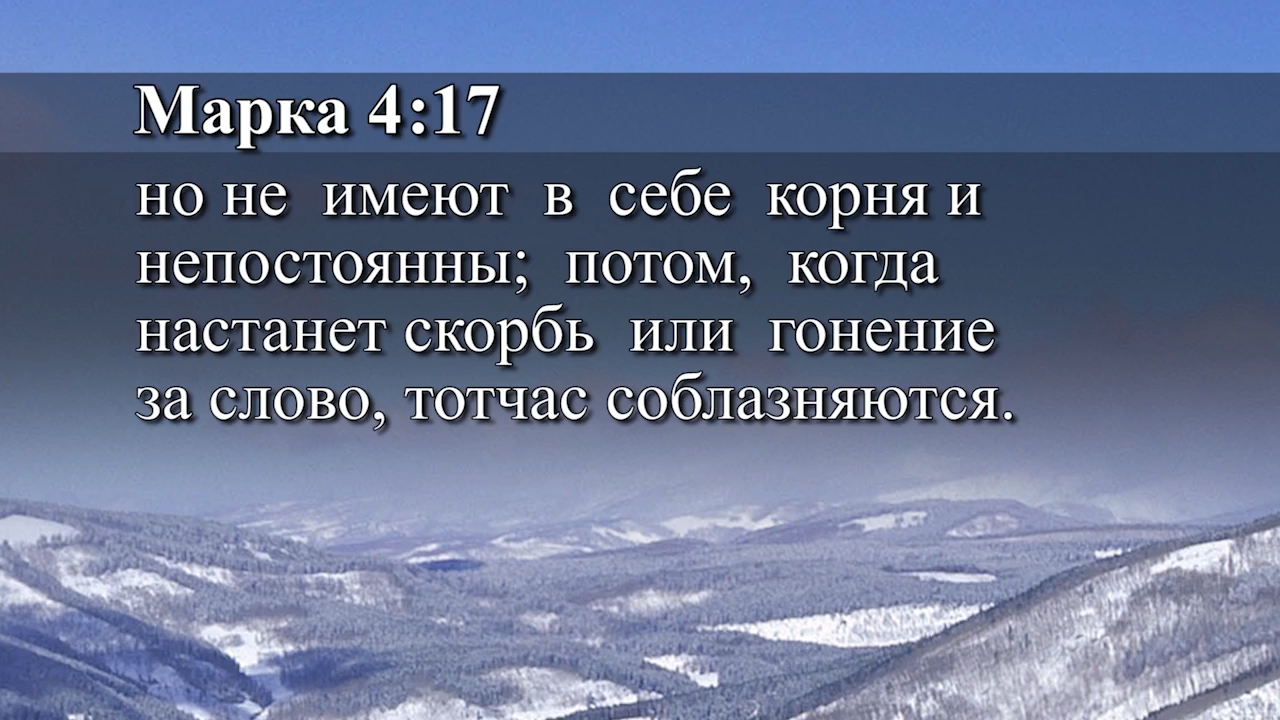 Марка 4:17
но не имеют в себе корня и
непостоянны; потом, когда
настанет скорбь или гонение
за слово, тотчас соблазняются.